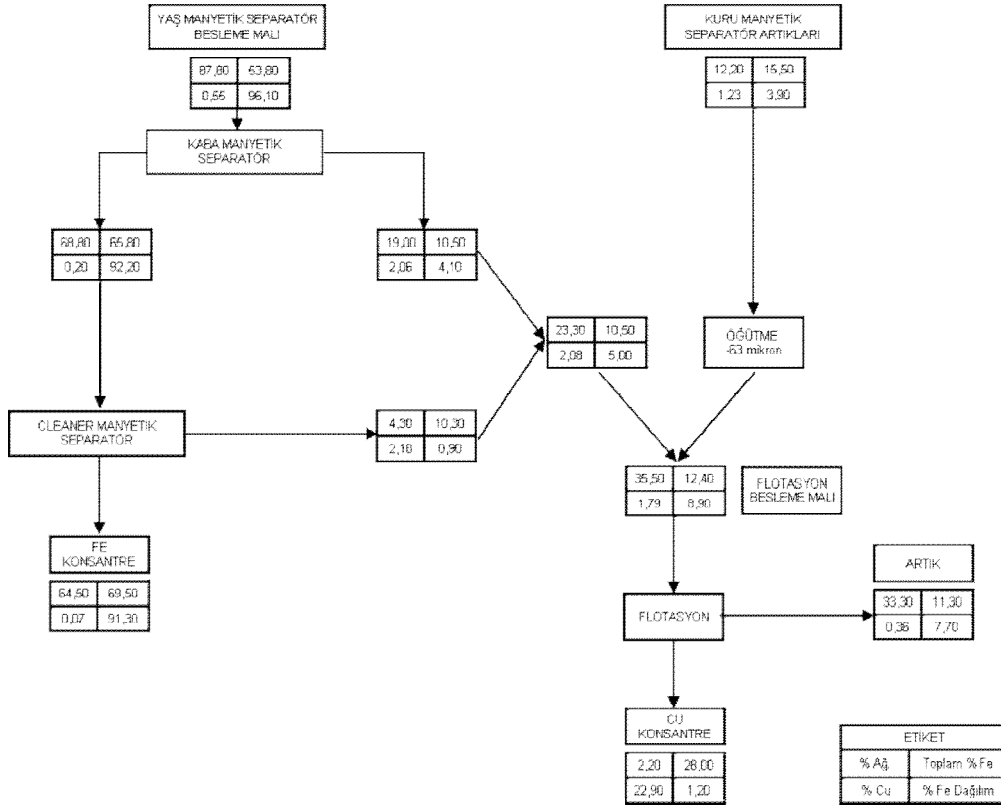 YAŞ MANYETİK SEPARATÖR
BESLEME MALI
87,80 53,80
0,55 96,10
KURU MANYETİK
SEPARATÖR ARTIKLARI
12,20 15,50
1,23 3,90
KABA MANYETİK
SEPARATÖR
68,80 65,80
0,20 92,20
19,00 10,50
2,06 4,10
23,30 10,50
2,08 5,00
ÖĞÜTME
-63 mikron
CLEANER MANYETİK
SEPARATÖR
4,30 10,30
2,18 0,90
35,50 12,40
1,79 8,90
FLOTASYON
BESLEME MALI
FE
KONSANTRE
64,50 69,50
0,07 91,30
FLOTASYON
ARTIK
33,30 11,30
0,36 7,70
CU
KONSANTRE
2,20 28,00
22,90 1,20
ETİKET
% Ağ. Toplam % Fe
% Cu % Fe Dağılım